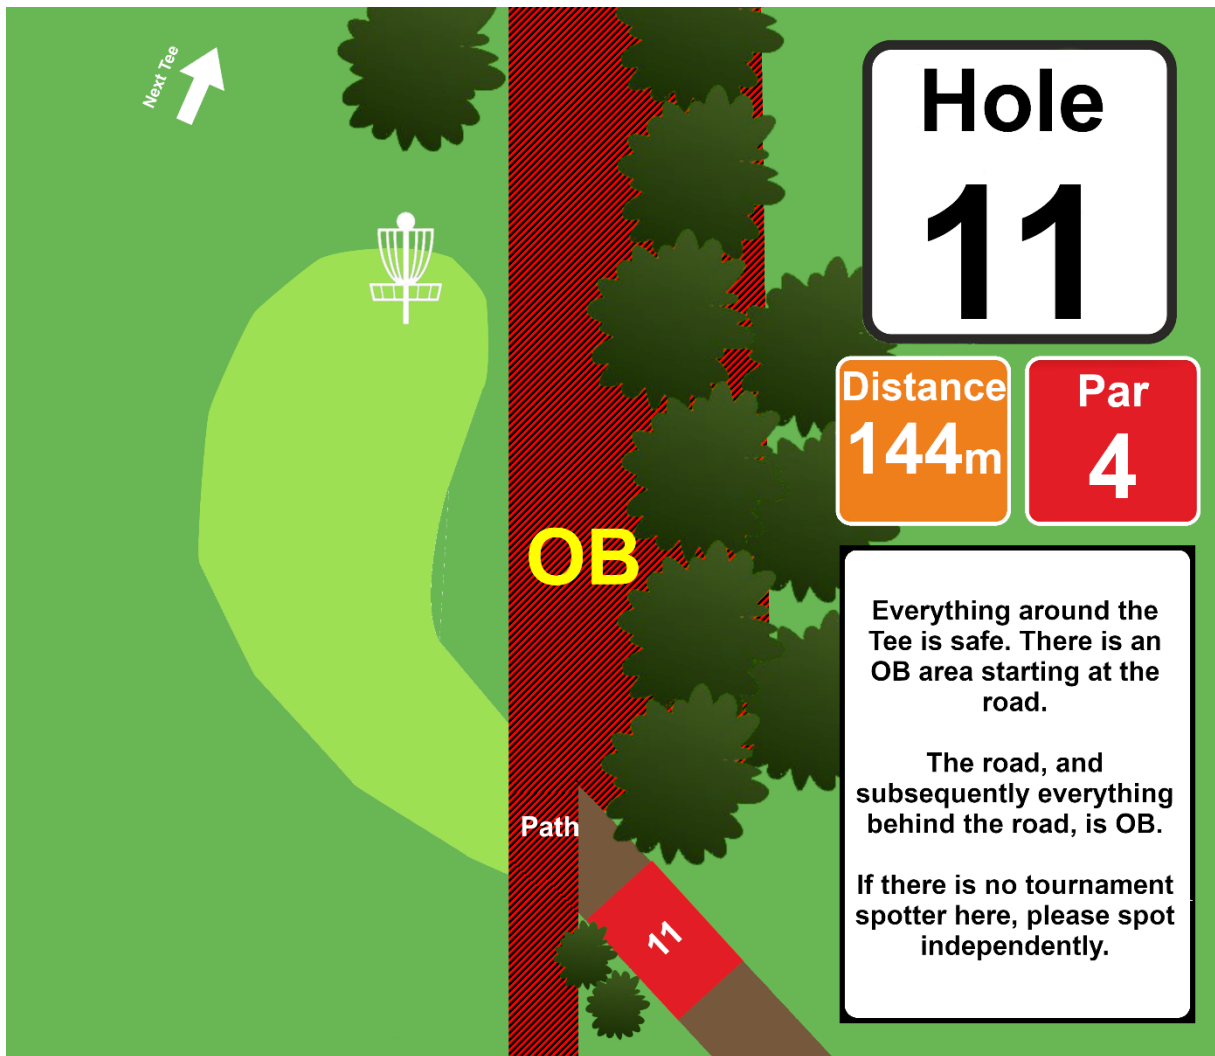 Next Tee
Hole
11
Distance
144m
Par
4
OB
Everything around the
Tee is safe. There is an
OB area starting at the
road.
The road, and
subsequently everything
behind the road, is OB.
If there is no tournament
spotter here, please spot
independently.
Path
11